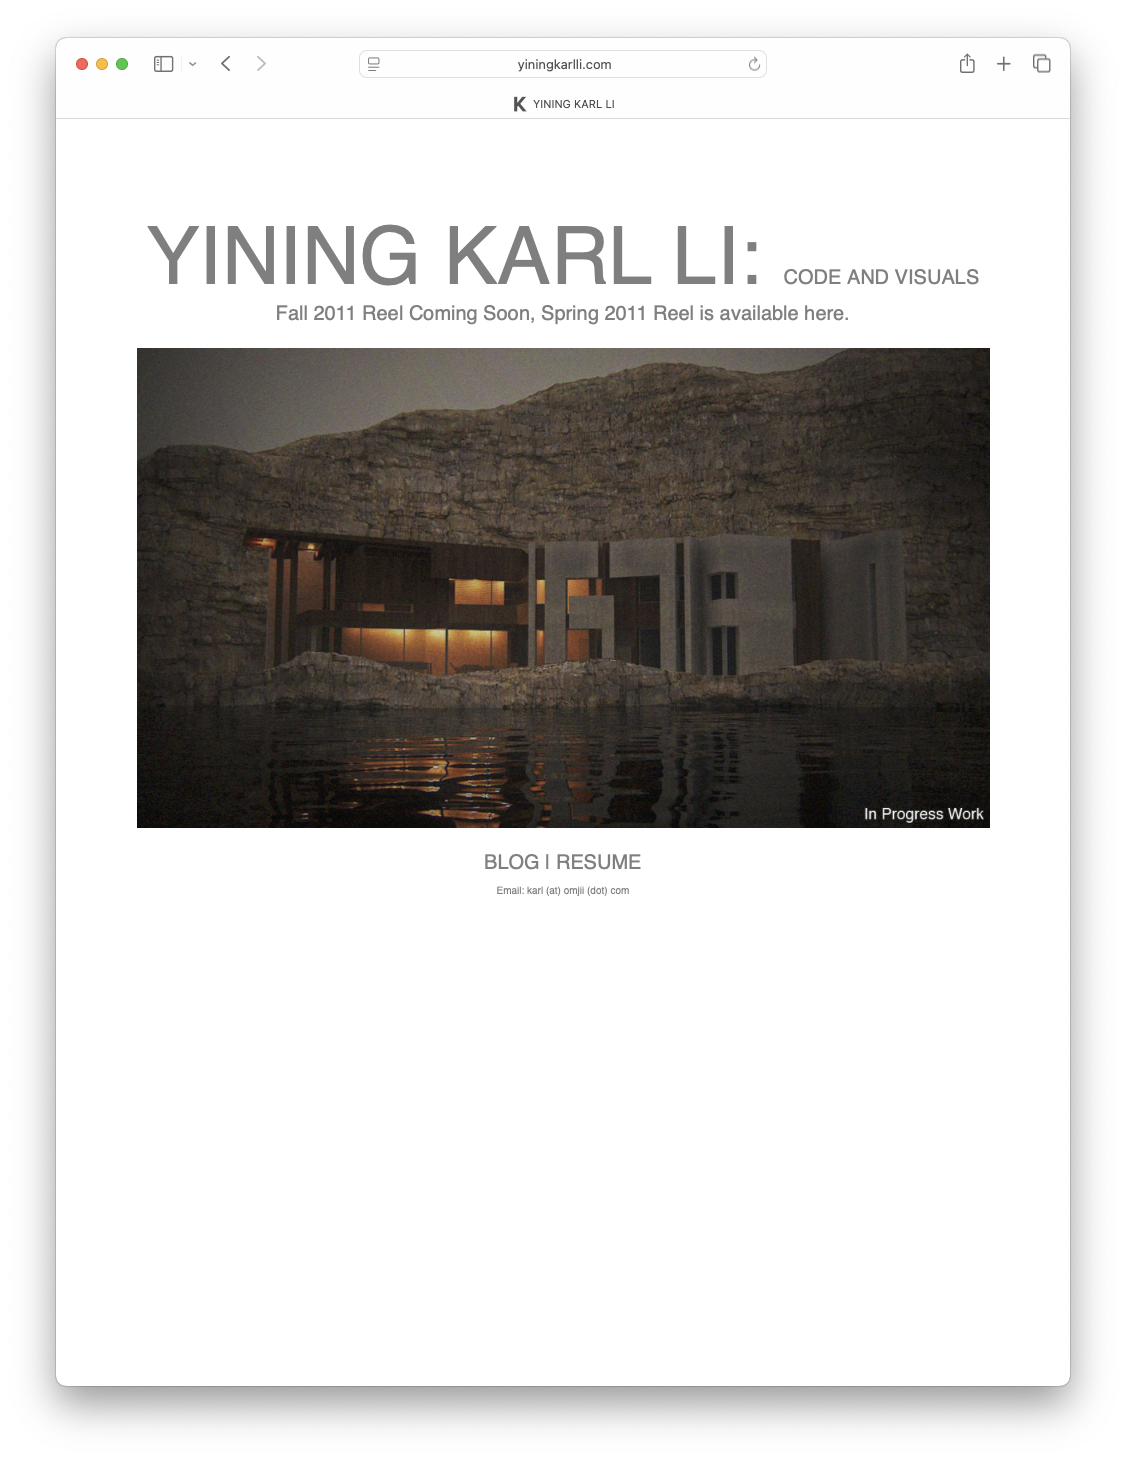 yiningkarlli.com
K YINING KARL LI
YINING KARL LI: CODE AND VISUALS
Fall 2011 Reel Coming Soon, Spring 2011 Reel is available here.
In Progress Work
BLOG | RESUME
Email: karl (at) omjii (dot) com